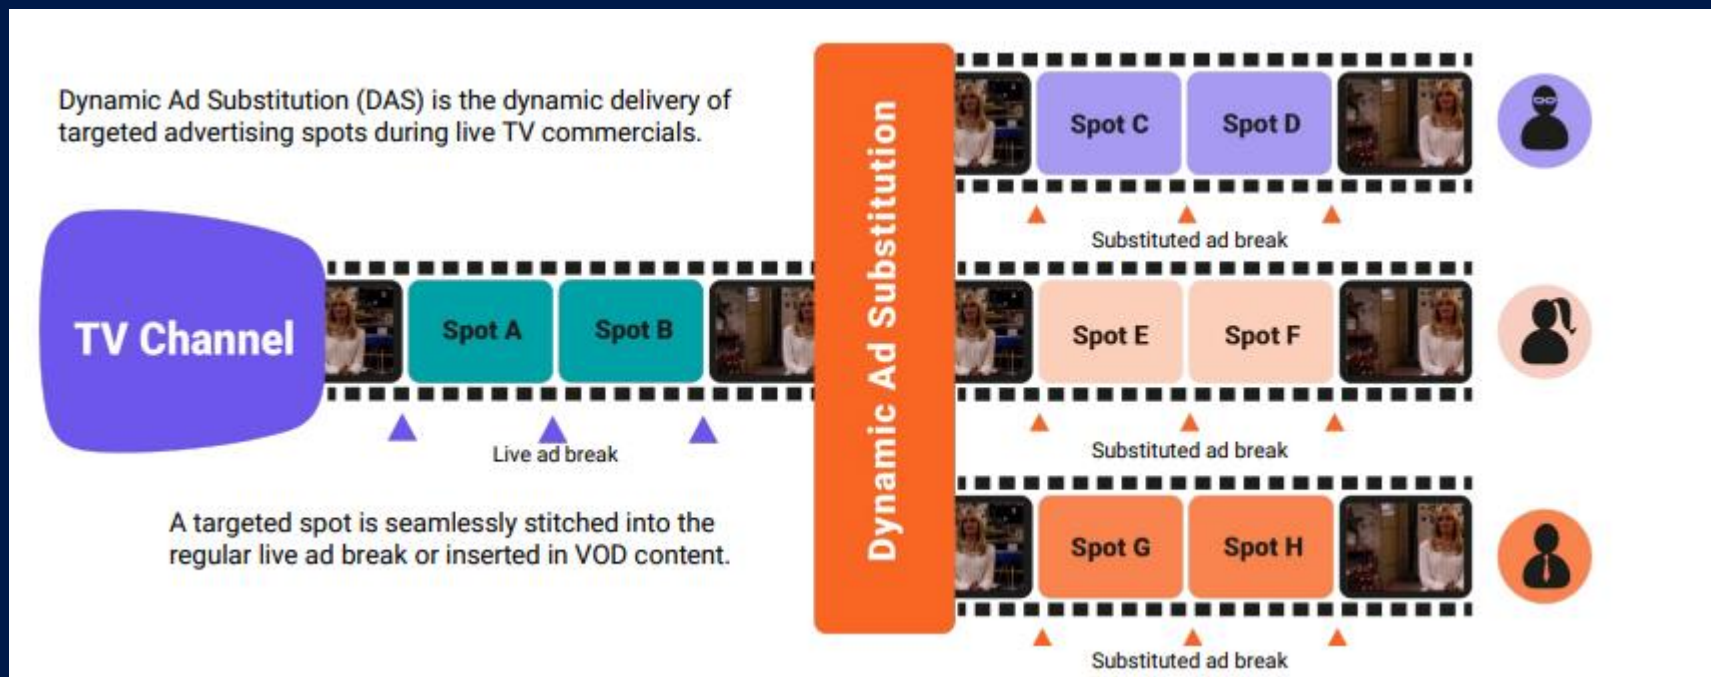 Dynamic Ad Substitution (DAS) is the dynamic delivery of
targeted advertising spots during live TV commercials.
TV Channel
Spot A
Spot B
Live ad break
A targeted spot is seamlessly stitched into the
regular live ad break or inserted in VOD content.
Dynamic Ad Substitution
Spot C
Spot D
Substituted ad break
Spot E
Spot F
Substituted ad break
Spot G
Spot H
Substituted ad break